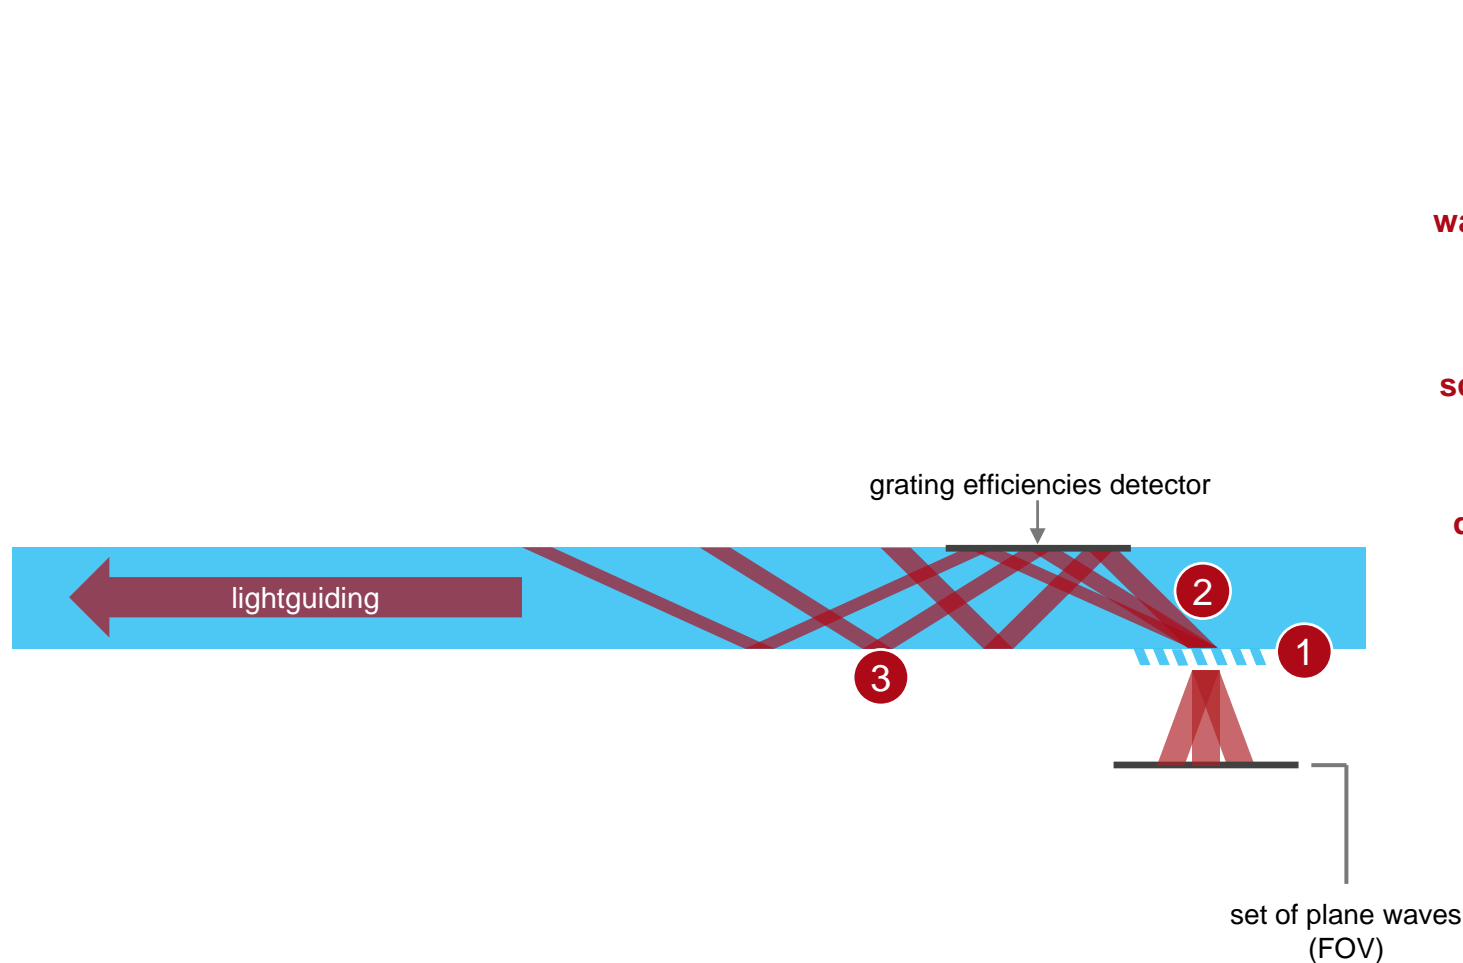 grating efficiencies detector
lightguiding
2
1
3
set of plane waves
(FOV)